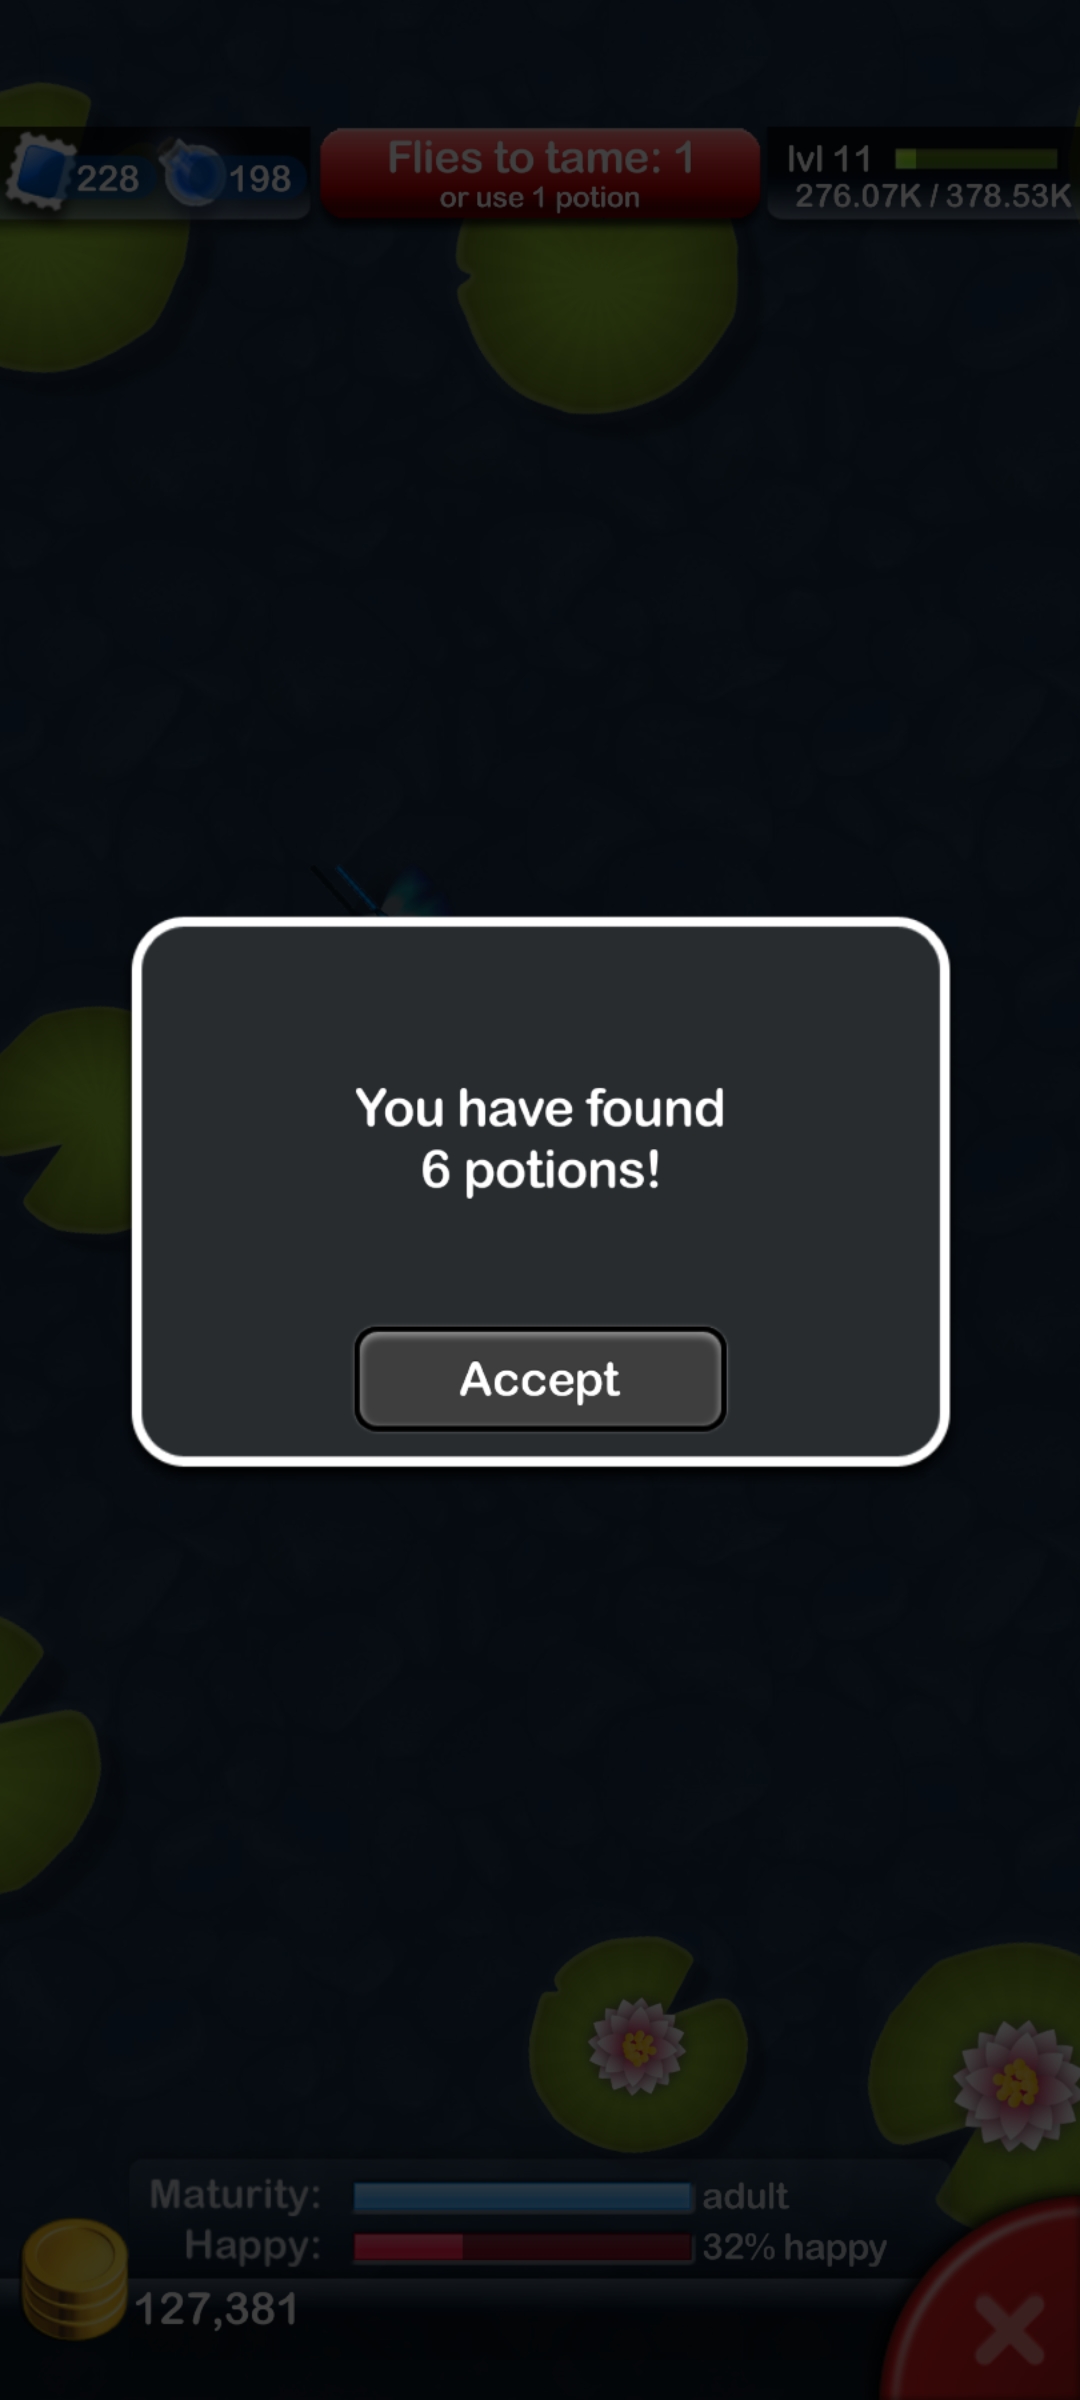 228
198
Flies to tame: 1
or use 1 potion
lvl 11
276.07K / 378.53K
You have found
6 potions!
Accept
Maturity:
adult
Happy:
32% happy
127,381